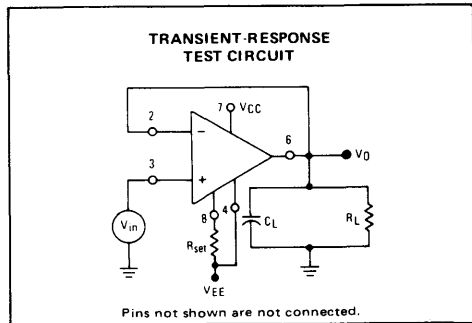 TRANSIENT-RESPONSE
TEST CIRCUIT
7 VCC
2
6
VO
3
8
4
CL
RL
Vin
Rset
VEE
Pins not shown are not connected.